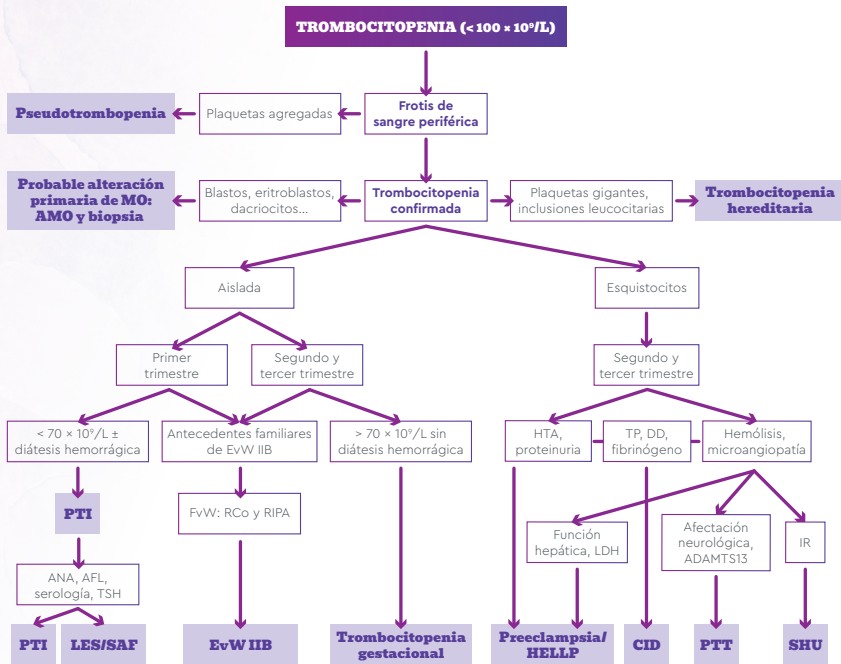 TROMBOCITOPENIA (< 100 × 10⁹/L)
Pseudotrombopenia
Plaquetas agregadas
Frotis de
sangre periférica
Probable alteración
primaria de MO:
AMO y biopsia
Blastos, eritroblastos,
dacriocitos...
Trombocitopenia
confirmada
Plaquetas gigantes,
inclusiones leucocitarias
Trombocitopenia
hereditaria
Aislada
Esquistocitos
Primer
trimestre
Segundo y
tercer trimestre
Segundo y
tercer trimestre
< 70 × 10⁹/L ±
diátesis hemorrágica
Antecedentes familiares
de EvW IIB
> 70 × 10⁹/L sin
diátesis hemorrágica
HTA,
proteinuria
TP, DD,
fibrinógeno
Hemólisis,
microangiopatía
PTI
FvW: RCo y RIPA
Función
hepática, LDH
Afectación
neurológica,
ADAMTS13
IR
ANA, AFL,
serología, TSH
PTI
LES/SAF
EvW IIB
Trombocitopenia
gestacional
Preeclampsia/
HELLP
CID
PTT
SHU